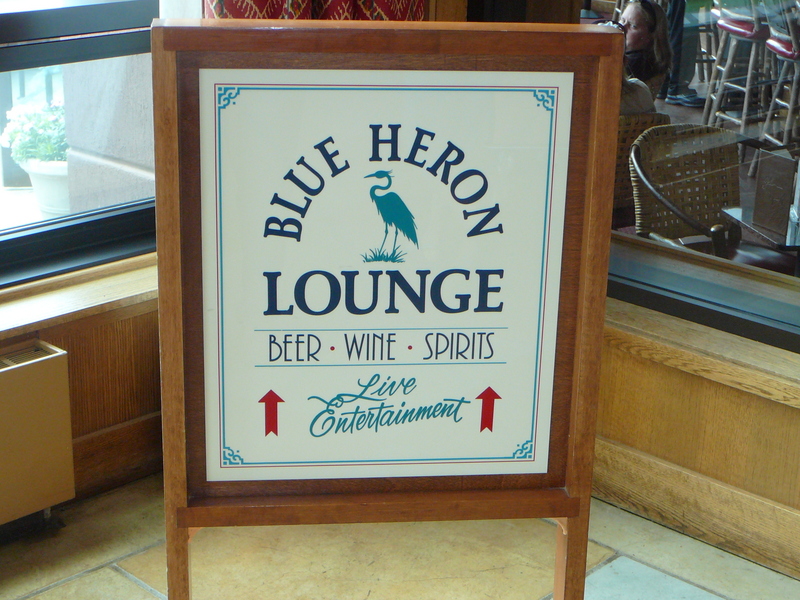 BLUE HERON
LOUNGE
BEER · WINE · SPIRITS
Live
Entertainment